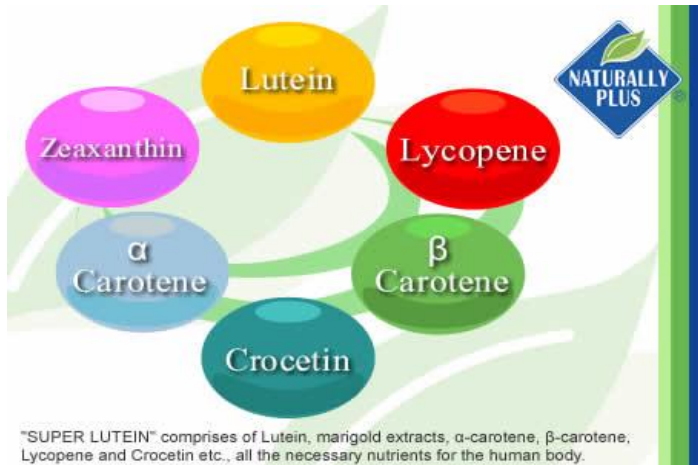 Lutein
NATURALLY
PLUS
®
Zeaxanthin
Lycopene
α
Carotene
β
Carotene
Crocetin
"SUPER LUTEIN" comprises of Lutein, marigold extracts, α-carotene, β-carotene,
Lycopene and Crocetin etc., all the necessary nutrients for the human body.